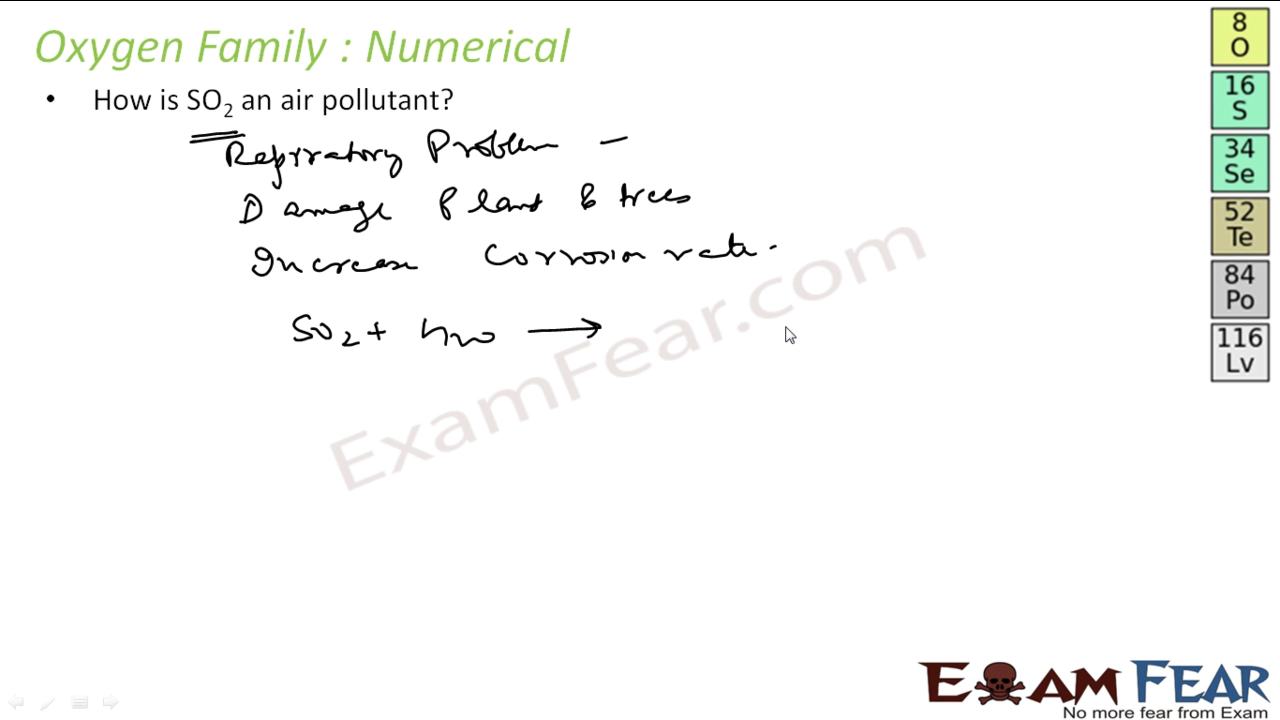 Oxygen Family : Numerical
• How is SO₂ an air pollutant?
Repiratory Problem –
Damage Plant & trees
Increase Corrosion rate.
SO₂ + H₂O →
ExamFear.com
8
O
16
S
34
Se
52
Te
84
Po
116
Lv
EXAM FEAR
No more fear from Exam